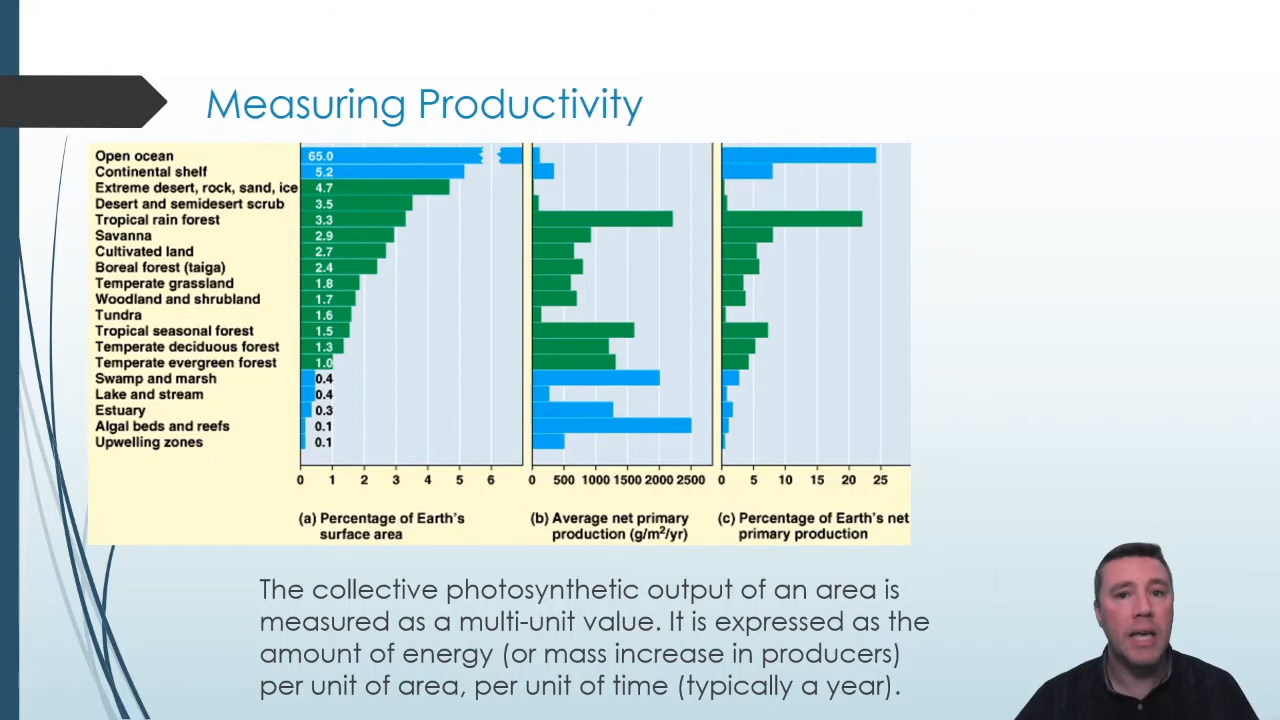 Measuring Productivity
Open ocean 65.0
Continental shelf 5.2
Extreme desert, rock, sand, ice 4.7
Desert and semidesert scrub 3.5
Tropical rain forest 3.3
Savanna 2.9
Cultivated land 2.7
Boreal forest (taiga) 2.4
Temperate grassland 1.8
Woodland and shrubland 1.7
Tundra 1.6
Tropical seasonal forest 1.5
Temperate deciduous forest 1.3
Temperate evergreen forest 1.0
Swamp and marsh 0.4
Lake and stream 0.4
Estuary 0.3
Algal beds and reefs 0.1
Upwelling zones 0.1
0 1 2 3 4 5 6
0 500 1000 1500 2000 2500
0 5 10 15 20 25
(a) Percentage of Earth's
surface area
(b) Average net primary
production (g/m²/yr)
(c) Percentage of Earth's net
primary production
The collective photosynthetic output of an area is
measured as a multi-unit value. It is expressed as the
amount of energy (or mass increase in producers)
per unit of area, per unit of time (typically a year).